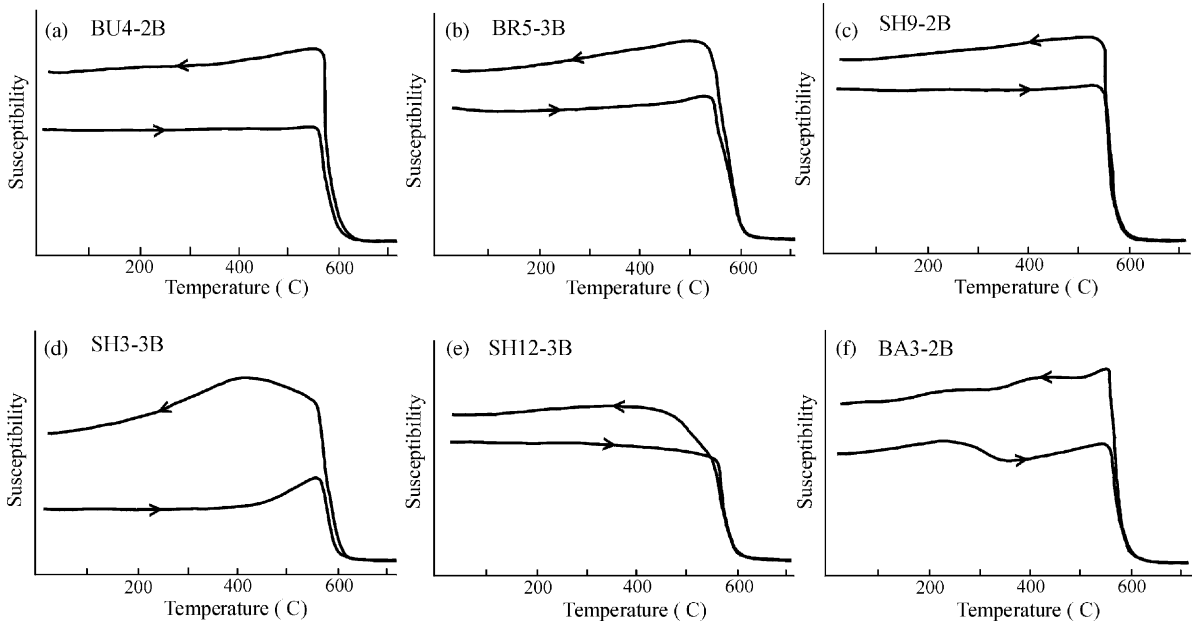 (a) BU4-2B
Susceptibility
200 400 600
Temperature ( C)
(b) BR5-3B
Susceptibility
200 400 600
Temperature ( C)
(c) SH9-2B
Susceptibility
200 400 600
Temperature ( C)
(d) SH3-3B
Susceptibility
200 400 600
Temperature ( C)
(e) SH12-3B
Susceptibility
200 400 600
Temperature ( C)
(f) BA3-2B
Susceptibility
200 400 600
Temperature ( C)